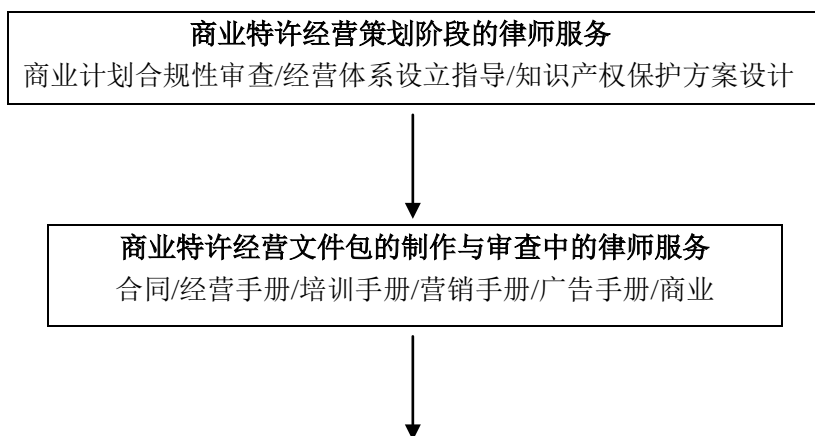 商业特许经营策划阶段的律师服务
商业计划合规性审查/经营体系设立指导/知识产权保护方案设计
商业特许经营文件包的制作与审查中的律师服务
合同/经营手册/培训手册/营销手册/广告手册/商业